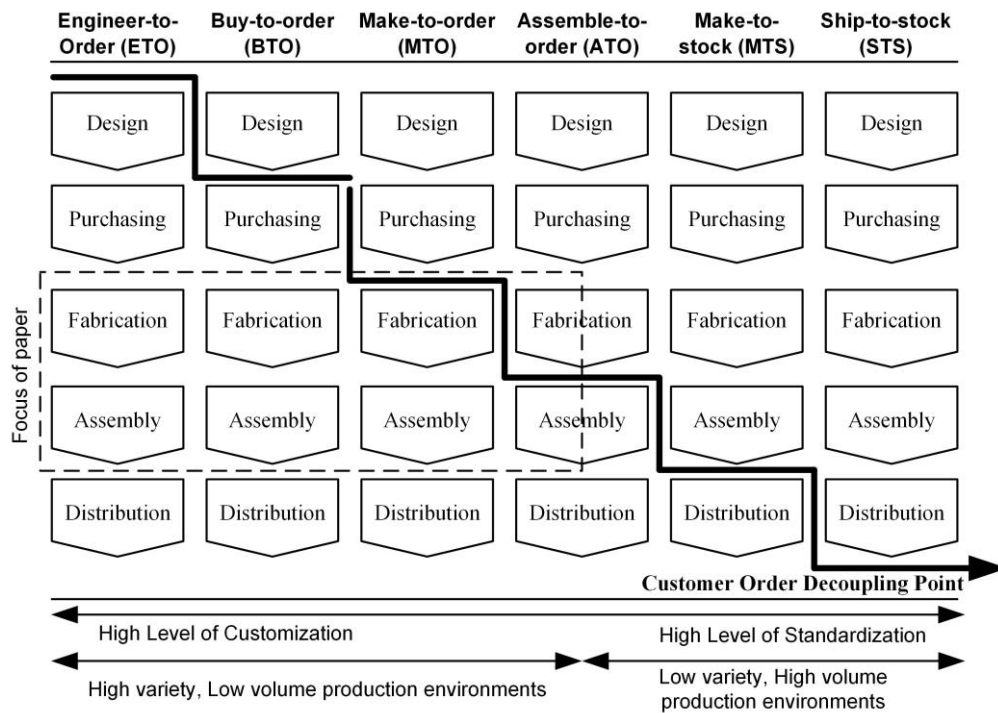 Engineer-to-
Order (ETO)
Buy-to-order
(BTO)
Make-to-order
(MTO)
Assemble-to-
order (ATO)
Make-to-
stock (MTS)
Ship-to-stock
(STS)
Design
Design
Design
Design
Design
Design
Purchasing
Purchasing
Purchasing
Purchasing
Purchasing
Purchasing
Focus of paper
Fabrication
Fabrication
Fabrication
Fabrication
Fabrication
Fabrication
Assembly
Assembly
Assembly
Assembly
Assembly
Assembly
Distribution
Distribution
Distribution
Distribution
Distribution
Distribution
Customer Order Decoupling Point
High Level of Customization
High Level of Standardization
High variety, Low volume production environments
Low variety, High volume
production environments